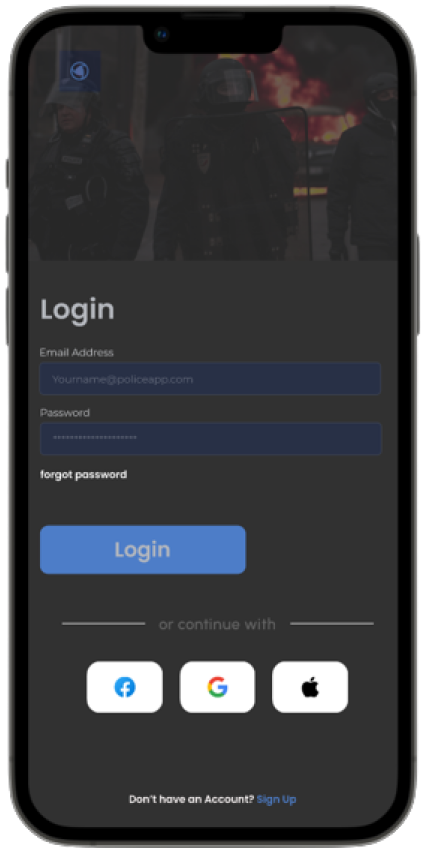 Login
Email Address
Yourname@policeapp.com
Password
********************
forgot password
Login
or continue with
Don't have an Account? Sign Up